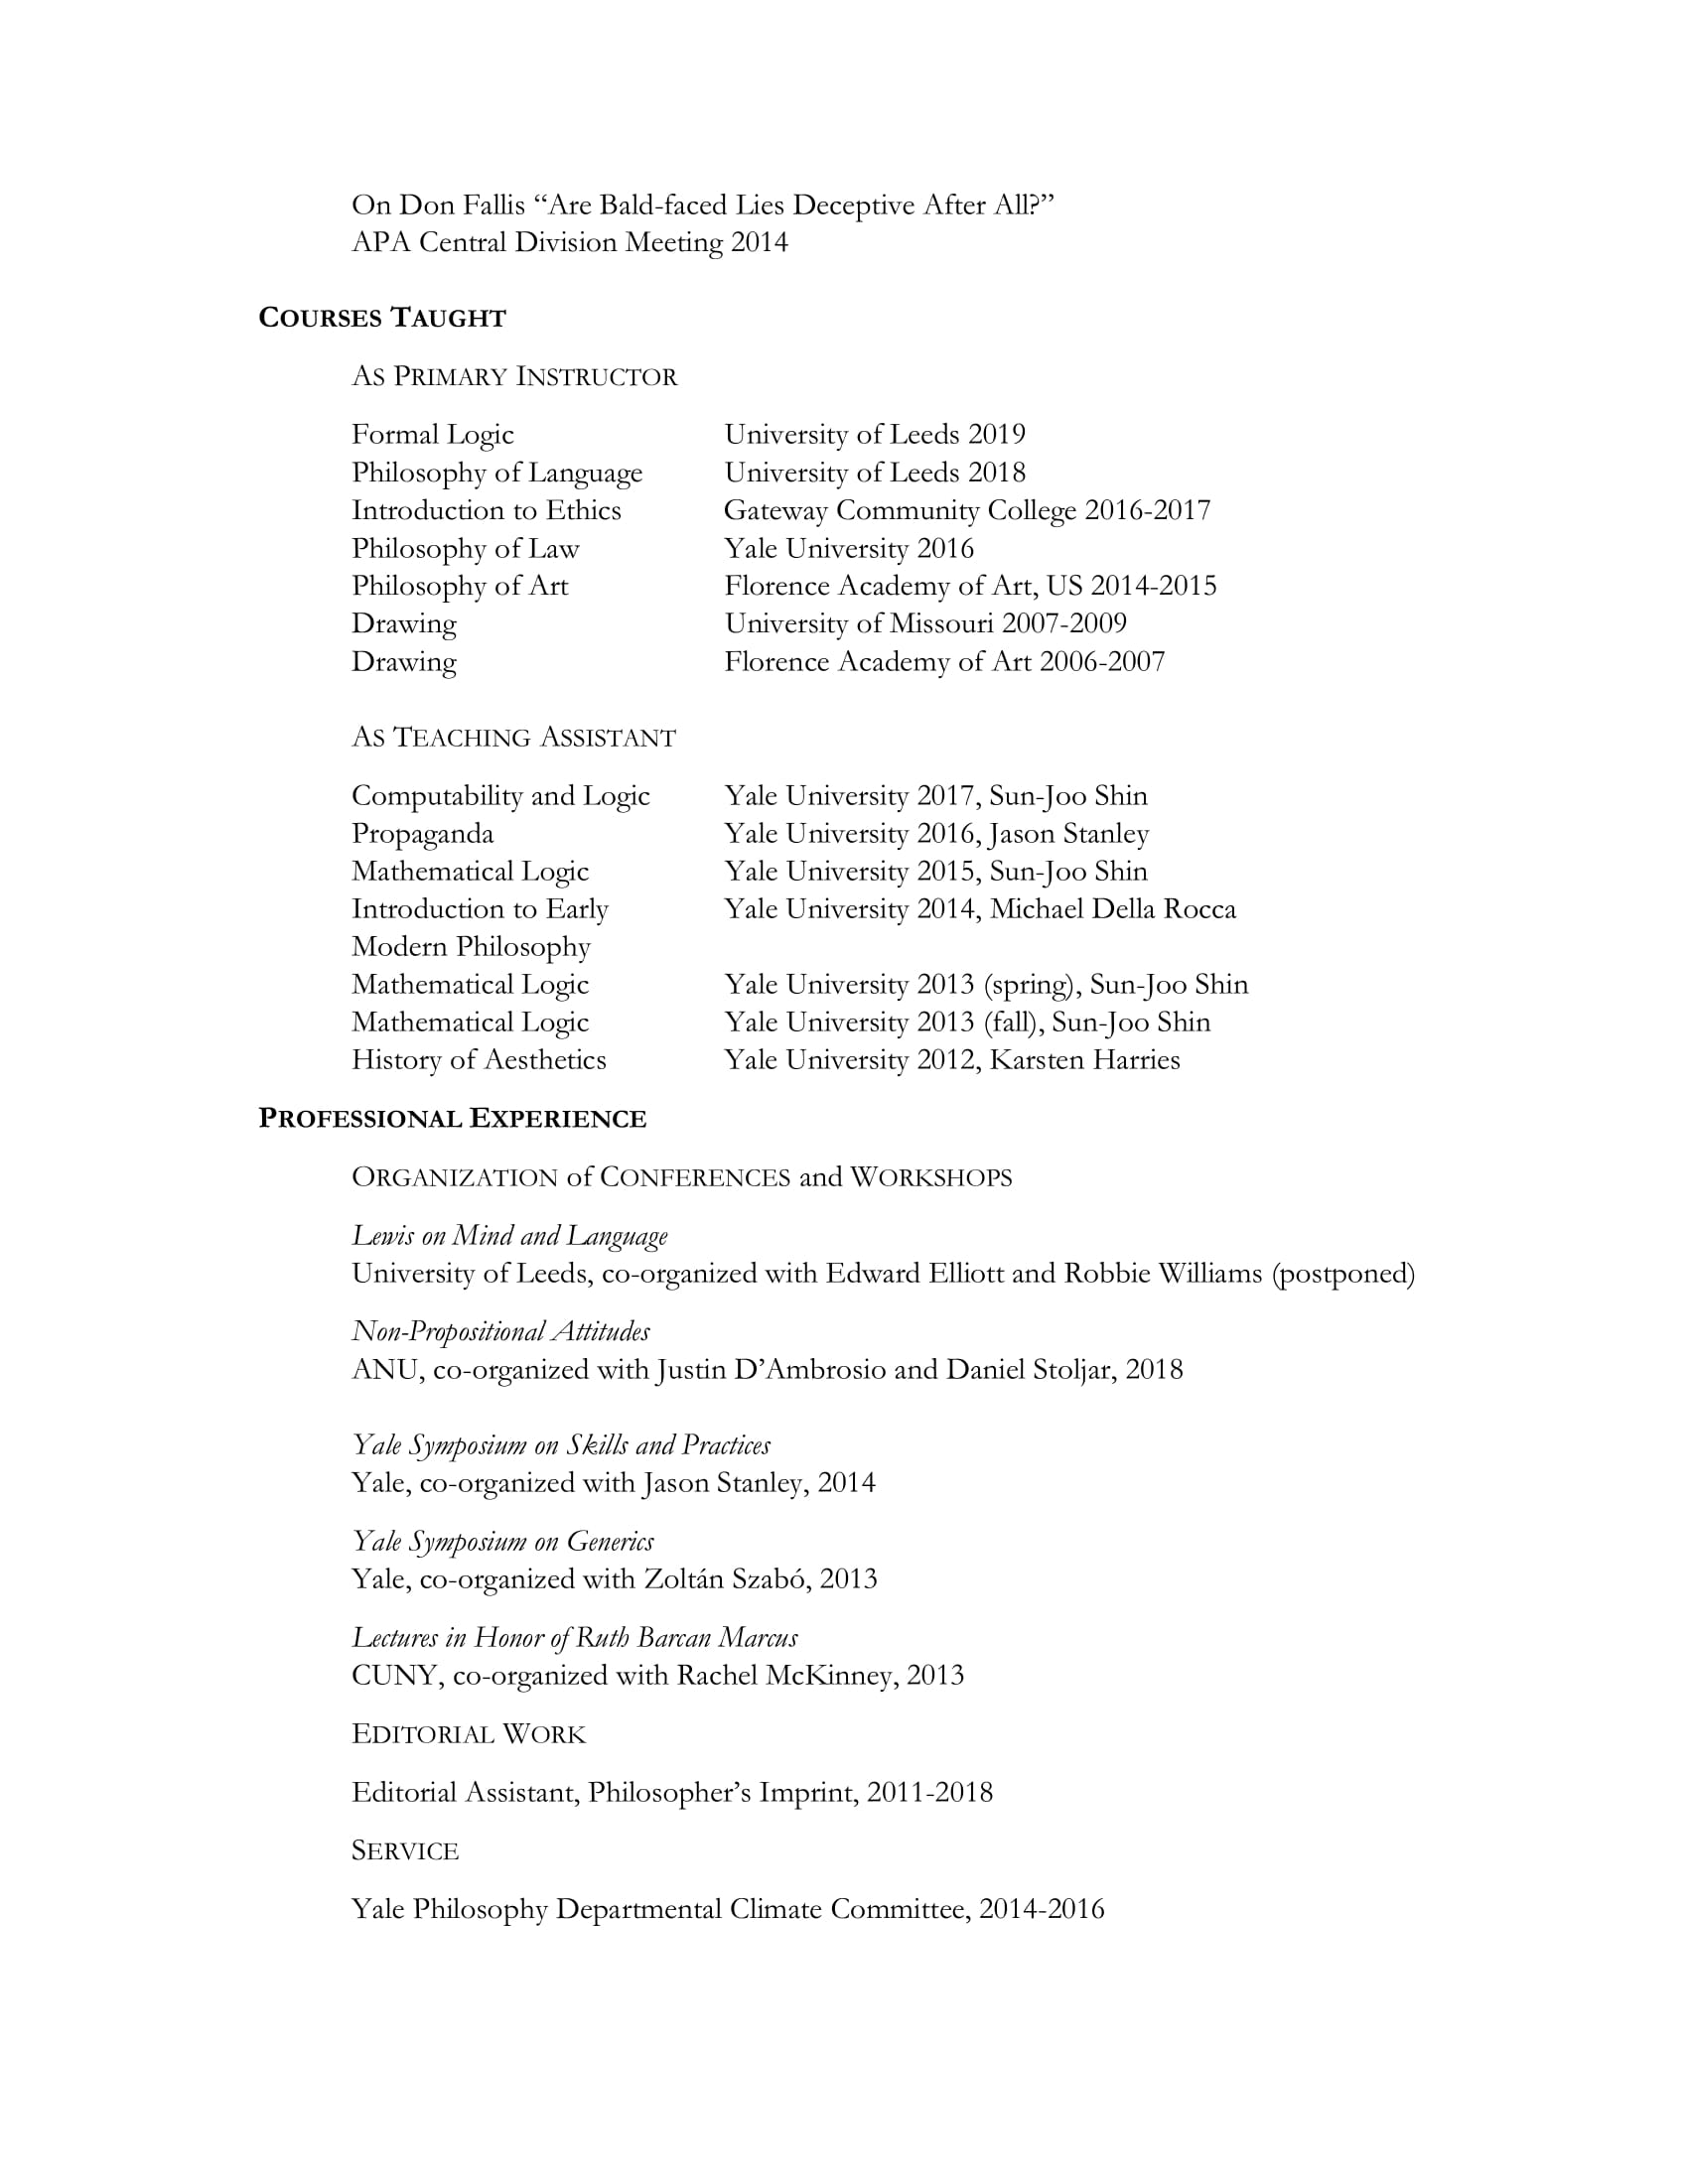 On Don Fallis “Are Bald-faced Lies Deceptive After All?”
APA Central Division Meeting 2014
COURSES TAUGHT
AS PRIMARY INSTRUCTOR
Formal Logic University of Leeds 2019
Philosophy of Language University of Leeds 2018
Introduction to Ethics Gateway Community College 2016-2017
Philosophy of Law Yale University 2016
Philosophy of Art Florence Academy of Art, US 2014-2015
Drawing University of Missouri 2007-2009
Drawing Florence Academy of Art 2006-2007
AS TEACHING ASSISTANT
Computability and Logic Yale University 2017, Sun-Joo Shin
Propaganda Yale University 2016, Jason Stanley
Mathematical Logic Yale University 2015, Sun-Joo Shin
Introduction to Early Yale University 2014, Michael Della Rocca
Modern Philosophy
Mathematical Logic Yale University 2013 (spring), Sun-Joo Shin
Mathematical Logic Yale University 2013 (fall), Sun-Joo Shin
History of Aesthetics Yale University 2012, Karsten Harries
PROFESSIONAL EXPERIENCE
ORGANIZATION of CONFERENCES and WORKSHOPS
Lewis on Mind and Language
University of Leeds, co-organized with Edward Elliott and Robbie Williams (postponed)
Non-Propositional Attitudes
ANU, co-organized with Justin D’Ambrosio and Daniel Stoljar, 2018
Yale Symposium on Skills and Practices
Yale, co-organized with Jason Stanley, 2014
Yale Symposium on Generics
Yale, co-organized with Zoltán Szabó, 2013
Lectures in Honor of Ruth Barcan Marcus
CUNY, co-organized with Rachel McKinney, 2013
EDITORIAL WORK
Editorial Assistant, Philosopher’s Imprint, 2011-2018
SERVICE
Yale Philosophy Departmental Climate Committee, 2014-2016